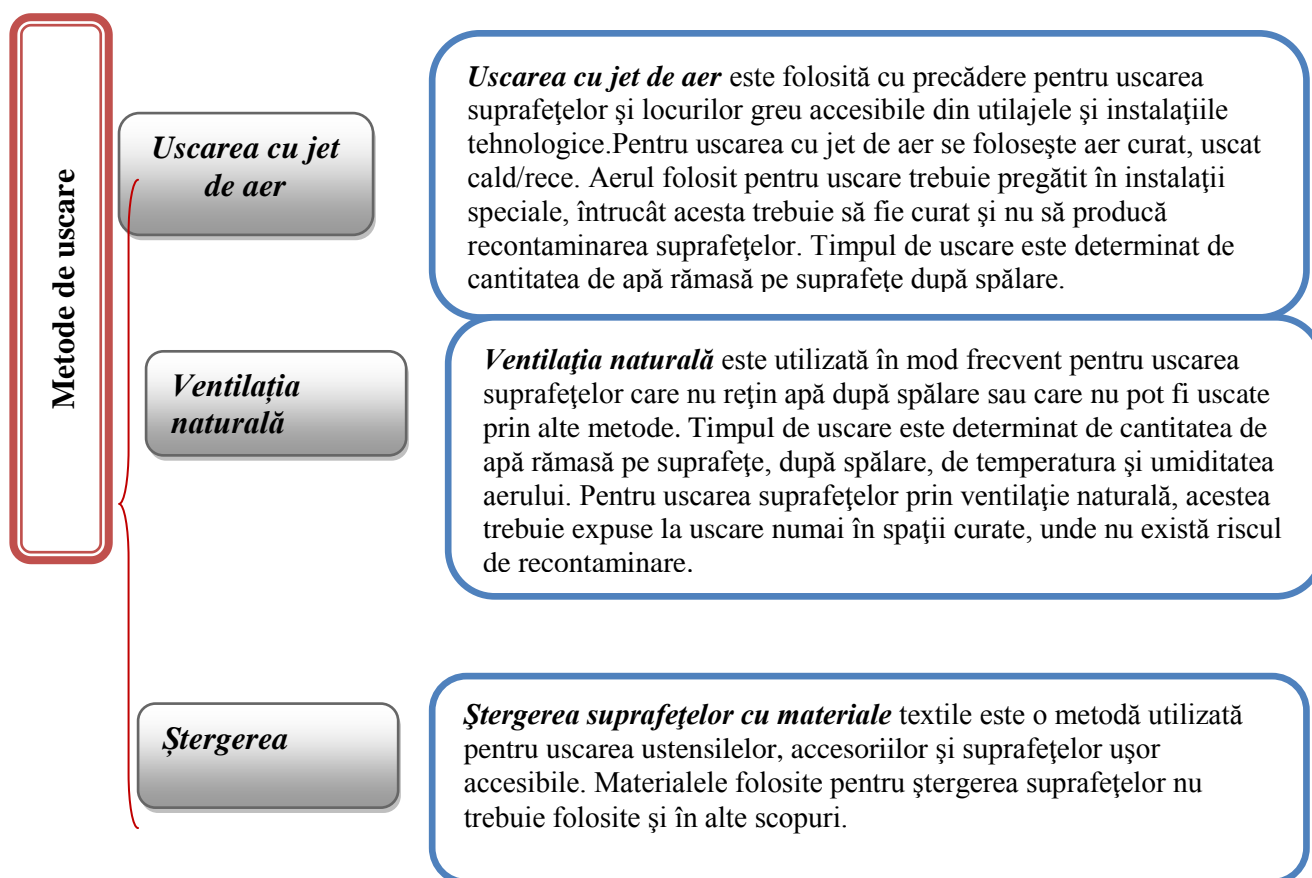 Metode de uscare
Uscarea cu jet
de aer
Uscarea cu jet de aer este folosită cu precădere pentru uscarea
suprafeţelor şi locurilor greu accesibile din utilajele şi instalaţiile
tehnologice.Pentru uscarea cu jet de aer se foloseşte aer curat, uscat
cald/rece. Aerul folosit pentru uscare trebuie pregătit în instalaţii
speciale, întrucât acesta trebuie să fie curat şi nu să producă
recontaminarea suprafeţelor. Timpul de uscare este determinat de
cantitatea de apă rămasă pe suprafeţe după spălare.
Ventilația
naturală
Ventilaţia naturală este utilizată în mod frecvent pentru uscarea
suprafeţelor care nu reţin apă după spălare sau care nu pot fi uscate
prin alte metode. Timpul de uscare este determinat de cantitatea de
apă rămasă pe suprafeţe, după spălare, de temperatura şi umiditatea
aerului. Pentru uscarea suprafeţelor prin ventilaţie naturală, acestea
trebuie expuse la uscare numai în spaţii curate, unde nu există riscul
de recontaminare.
Ștergerea
Ştergerea suprafeţelor cu materiale textile este o metodă utilizată
pentru uscarea ustensilelor, accesoriilor şi suprafeţelor uşor
accesibile. Materialele folosite pentru ştergerea suprafeţelor nu
trebuie folosite şi în alte scopuri.